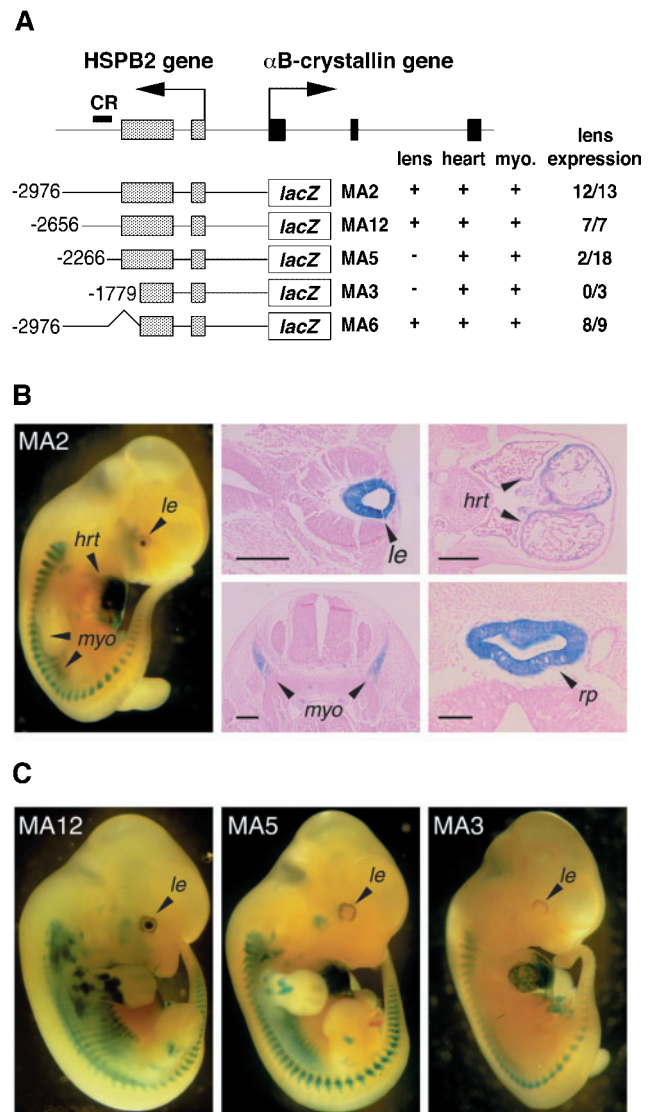 A
HSPB2 gene αB-crystallin gene
CR
lens heart myo. lens expression
-2976 lacZ MA2 + + + 12/13
-2656 lacZ MA12 + + + 7/7
-2266 lacZ MA5 - + + 2/18
-1779 lacZ MA3 - + + 0/3
-2976 lacZ MA6 + + + 8/9
B
MA2
le
hrt
myo
le
hrt
myo
rp
C
MA12 MA5 MA3
le le le